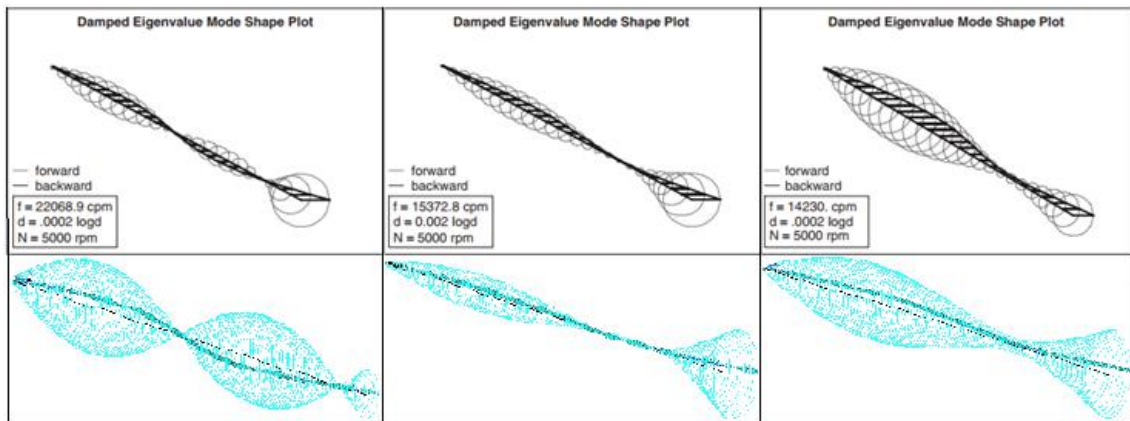 Damped Eigenvalue Mode Shape Plot
forward
backward
f = 22068.9 cpm
d = .0002 logd
N = 5000 rpm
Damped Eigenvalue Mode Shape Plot
forward
backward
f = 15372.8 cpm
d = 0.002 logd
N = 5000 rpm
Damped Eigenvalue Mode Shape Plot
forward
backward
f = 14230. cpm
d = .0002 logd
N = 5000 rpm